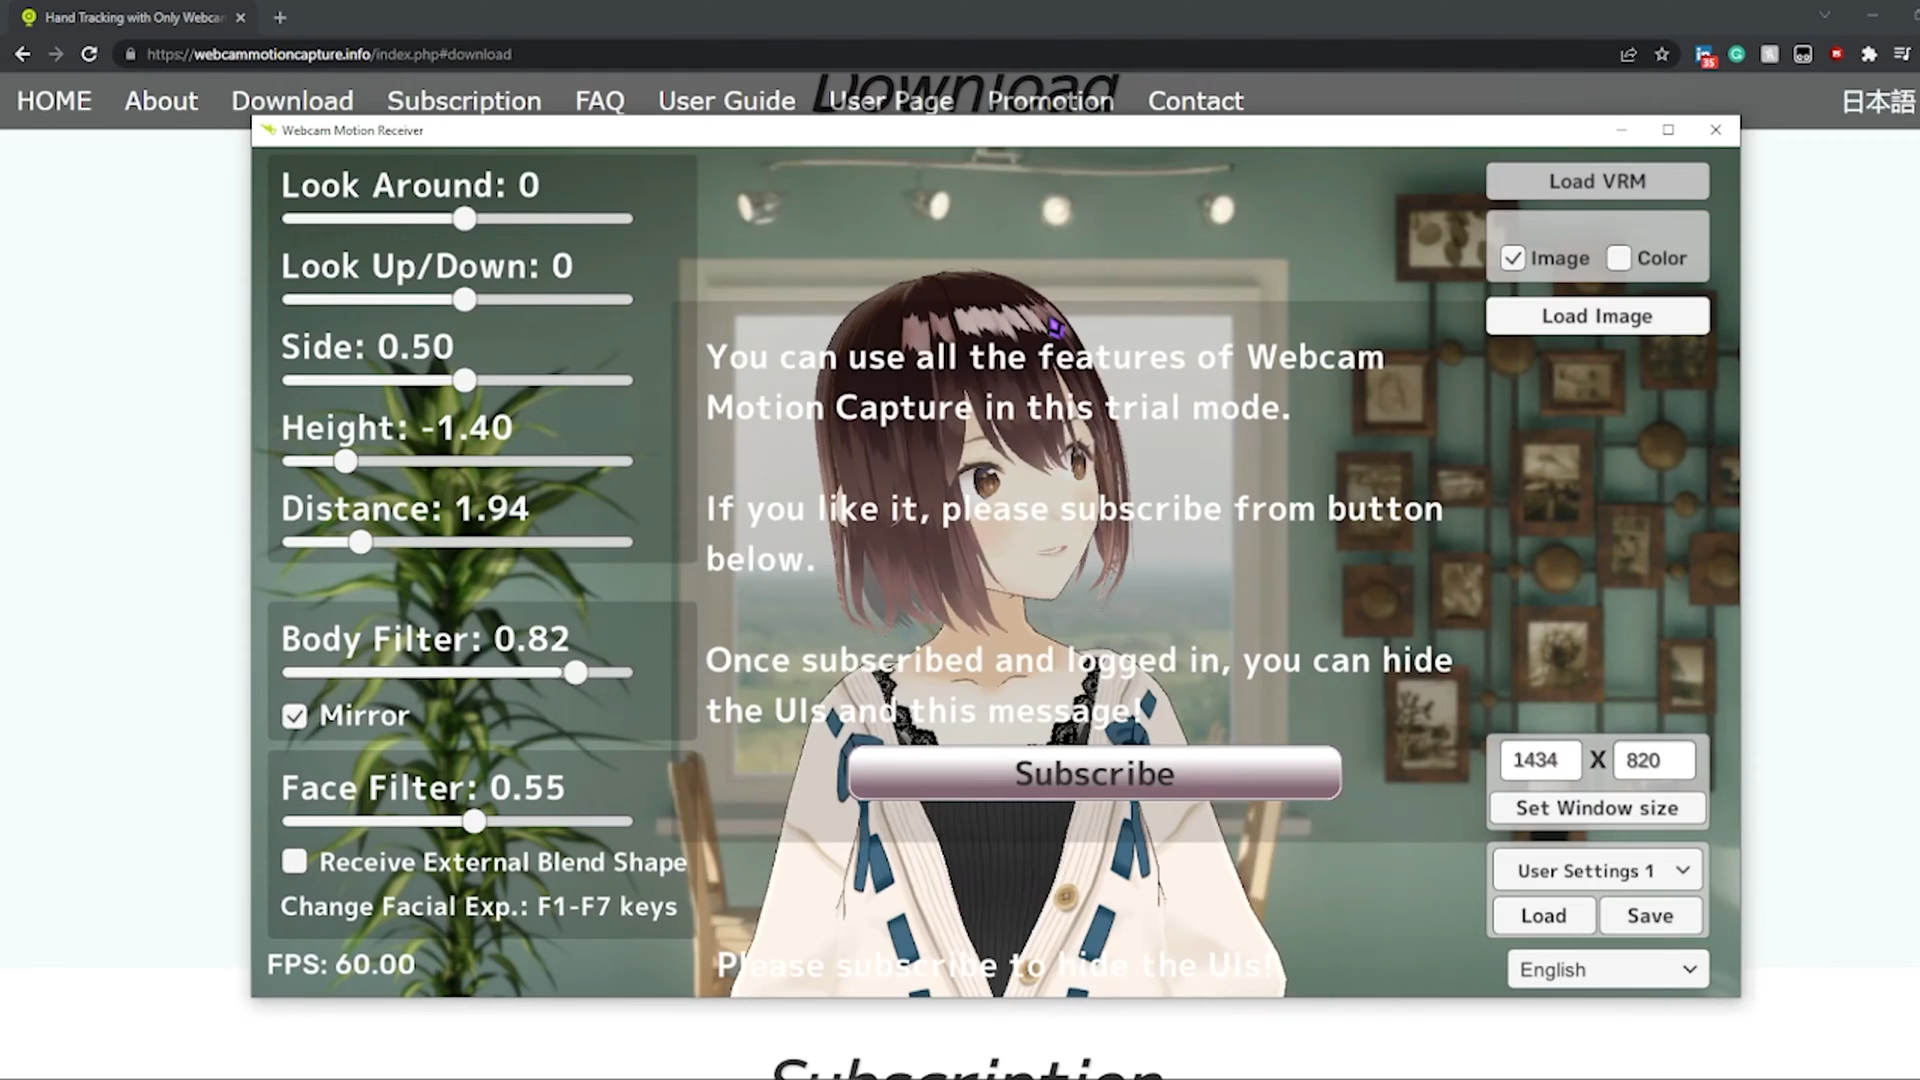 Hand Tracking with Only Webca
https://webcammotioncapture.info/index.php#download
35
Download
HOME About Download Subscription FAQ User Guide User Page Promotion Contact 日本語
Webcam Motion Receiver
Look Around: 0
Look Up/Down: 0
Side: 0.50
Height: -1.40
Distance: 1.94
Body Filter: 0.82
Mirror
Face Filter: 0.55
Receive External Blend Shape
Change Facial Exp.: F1-F7 keys
FPS: 60.00
You can use all the features of Webcam
Motion Capture in this trial mode.
If you like it, please subscribe from button
below.
Once subscribed and logged in, you can hide
the UIs and this message!
Subscribe
Please subscribe to hide the UIs!
Load VRM
Image Color
Load Image
1434 X 820
Set Window size
User Settings 1
Load Save
English
Subscription